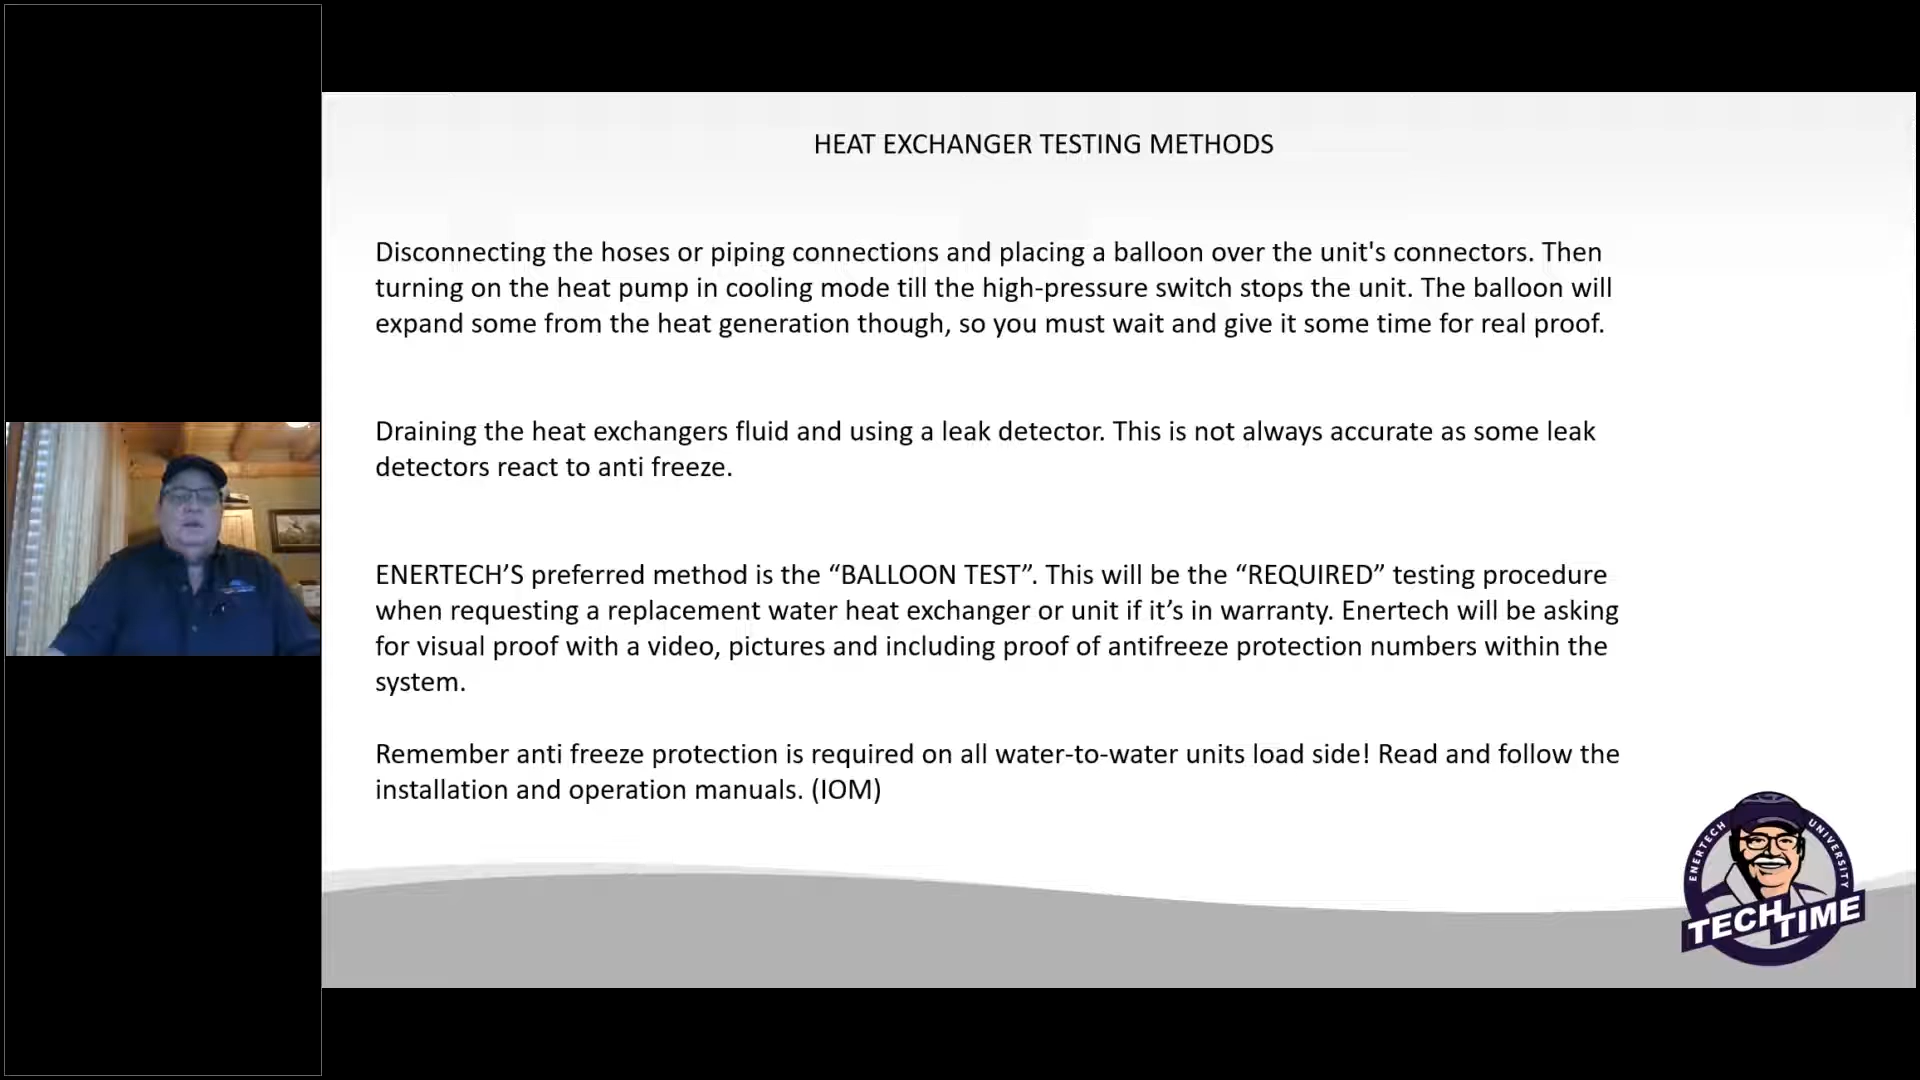 HEAT EXCHANGER TESTING METHODS
Disconnecting the hoses or piping connections and placing a balloon over the unit's connectors. Then
turning on the heat pump in cooling mode till the high-pressure switch stops the unit. The balloon will
expand some from the heat generation though, so you must wait and give it some time for real proof.
Draining the heat exchangers fluid and using a leak detector. This is not always accurate as some leak
detectors react to anti freeze.
ENERTECH’S preferred method is the “BALLOON TEST”. This will be the “REQUIRED” testing procedure
when requesting a replacement water heat exchanger or unit if it’s in warranty. Enertech will be asking
for visual proof with a video, pictures and including proof of antifreeze protection numbers within the
system.
Remember anti freeze protection is required on all water-to-water units load side! Read and follow the
installation and operation manuals. (IOM)
ENERTECH UNIVERSITY
TECH TIME